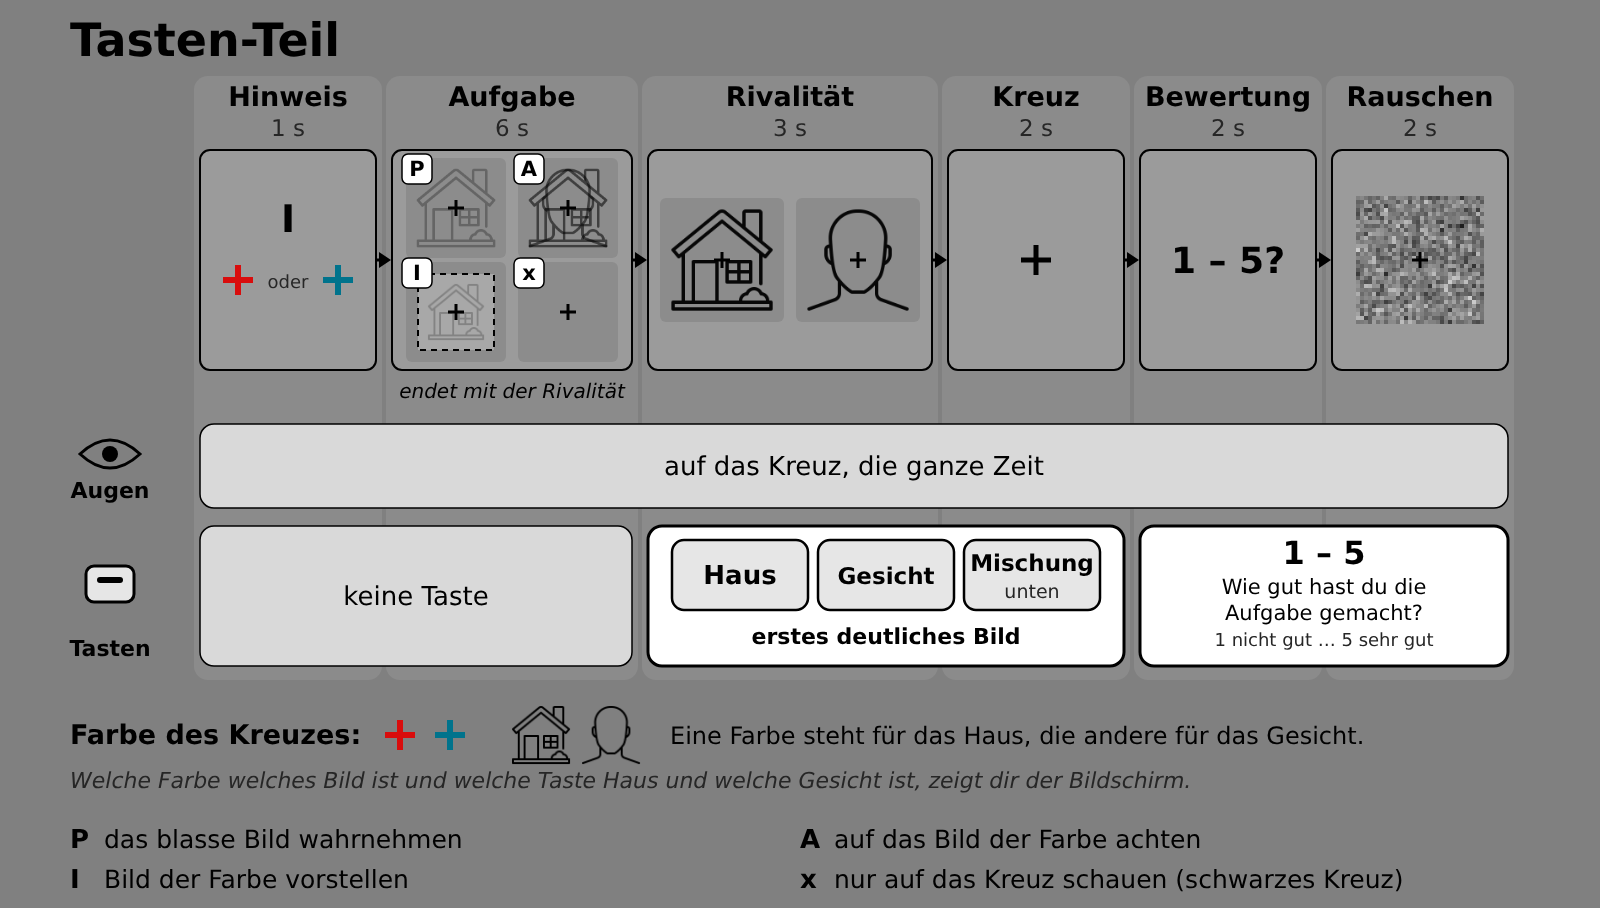 Tasten-Teil
Hinweis
1 s
Aufgabe
6 s
Rivalität
3 s
Kreuz
2 s
Bewertung
2 s
Rauschen
2 s
I
oder
P
A
I
x
1 – 5?
endet mit der Rivalität
Augen
auf das Kreuz, die ganze Zeit
Tasten
keine Taste
Haus
Gesicht
Mischung
unten
erstes deutliches Bild
1 – 5
Wie gut hast du die
Aufgabe gemacht?
1 nicht gut … 5 sehr gut
Farbe des Kreuzes:
Eine Farbe steht für das Haus, die andere für das Gesicht.
Welche Farbe welches Bild ist und welche Taste Haus und welche Gesicht ist, zeigt dir der Bildschirm.
P das blasse Bild wahrnehmen
A auf das Bild der Farbe achten
I Bild der Farbe vorstellen
x nur auf das Kreuz schauen (schwarzes Kreuz)